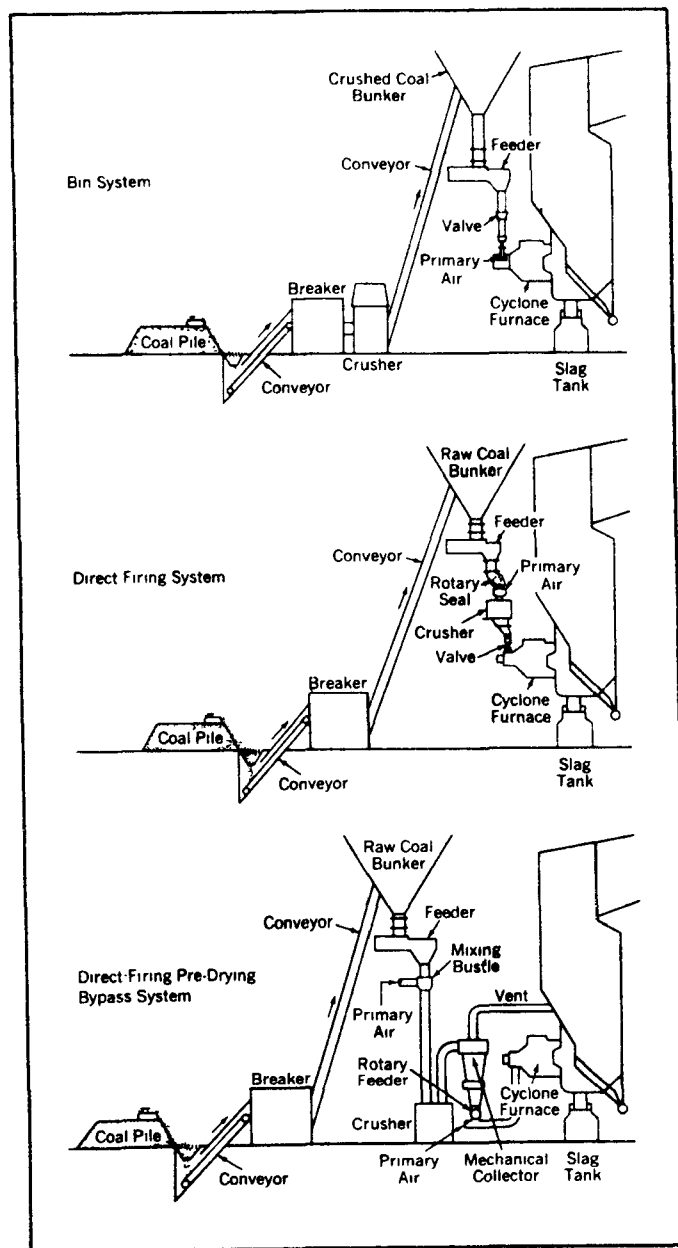 Crushed Coal
Bunker
Feeder
Conveyor
Bin System
Valve
Primary
Air
Breaker
Cyclone
Furnace
Coal Pile
Crusher
Conveyor
Slag
Tank
Raw Coal
Bunker
Feeder
Conveyor
Primary
Air
Direct Firing System
Rotary
Seal
Crusher
Valve
Breaker
Cyclone
Furnace
Coal Pile
Slag
Tank
Conveyor
Raw Coal
Bunker
Conveyor
Feeder
Mixing
Bustle
Direct-Firing Pre-Drying
Bypass System
Vent
Primary
Air
Rotary
Feeder
Breaker
Cyclone
Furnace
Crusher
Coal Pile
Primary
Air
Mechanical
Collector
Slag
Tank
Conveyor